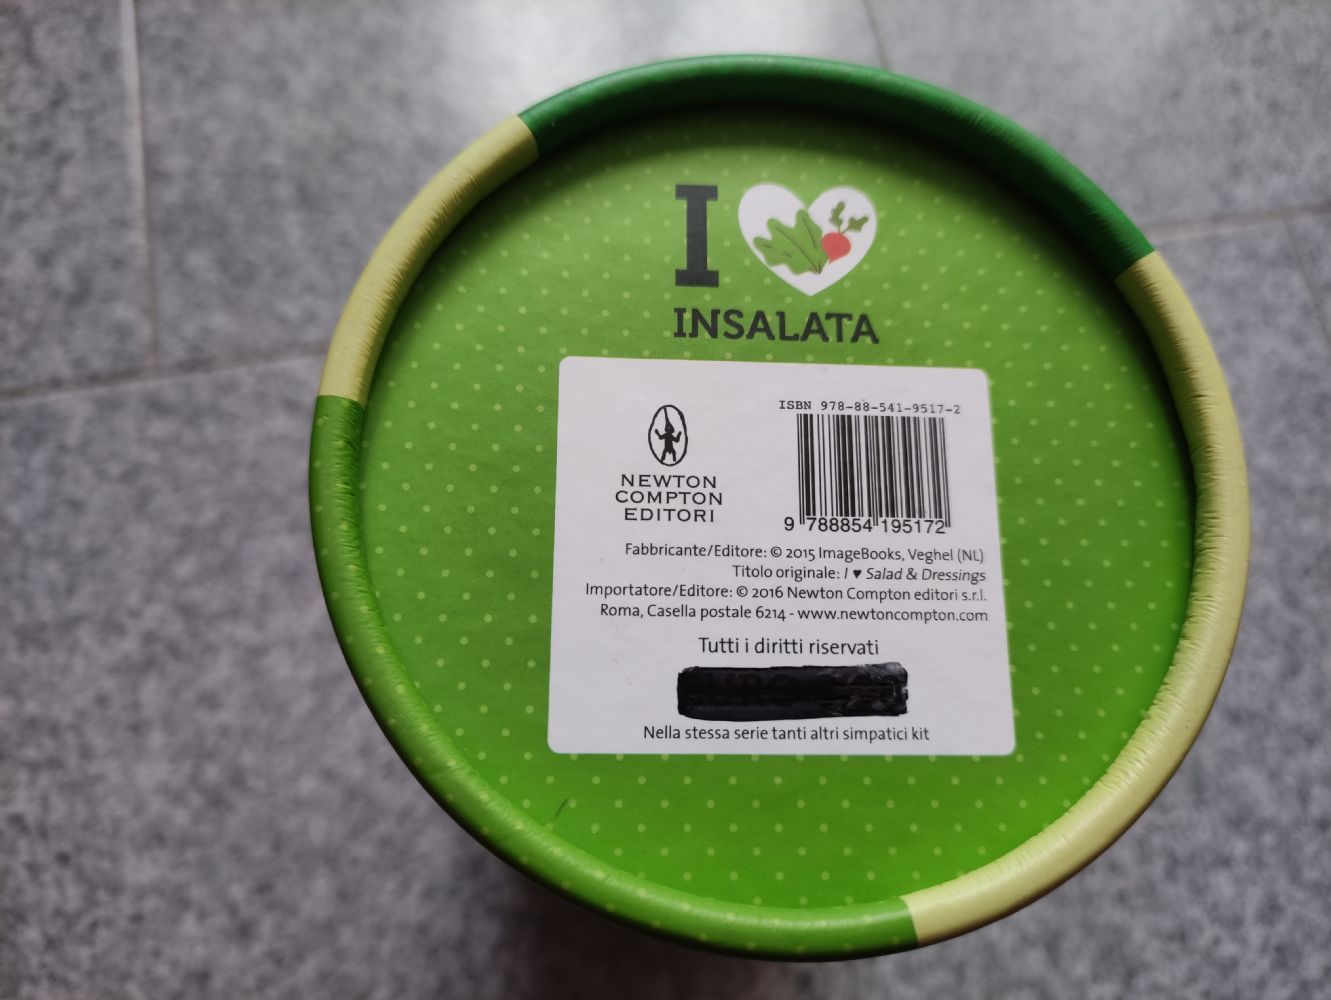 I ♥
INSALATA
ISBN 978-88-541-9517-2
NEWTON
COMPTON
EDITORI
9 788854 195172
Fabbricante/Editore: © 2015 ImageBooks, Veghel (NL)
Titolo originale: I ♥ Salad & Dressings
Importatore/Editore: © 2016 Newton Compton editori s.r.l.
Roma, Casella postale 6214 - www.newtoncompton.com
Tutti i diritti riservati
Nella stessa serie tanti altri simpatici kit